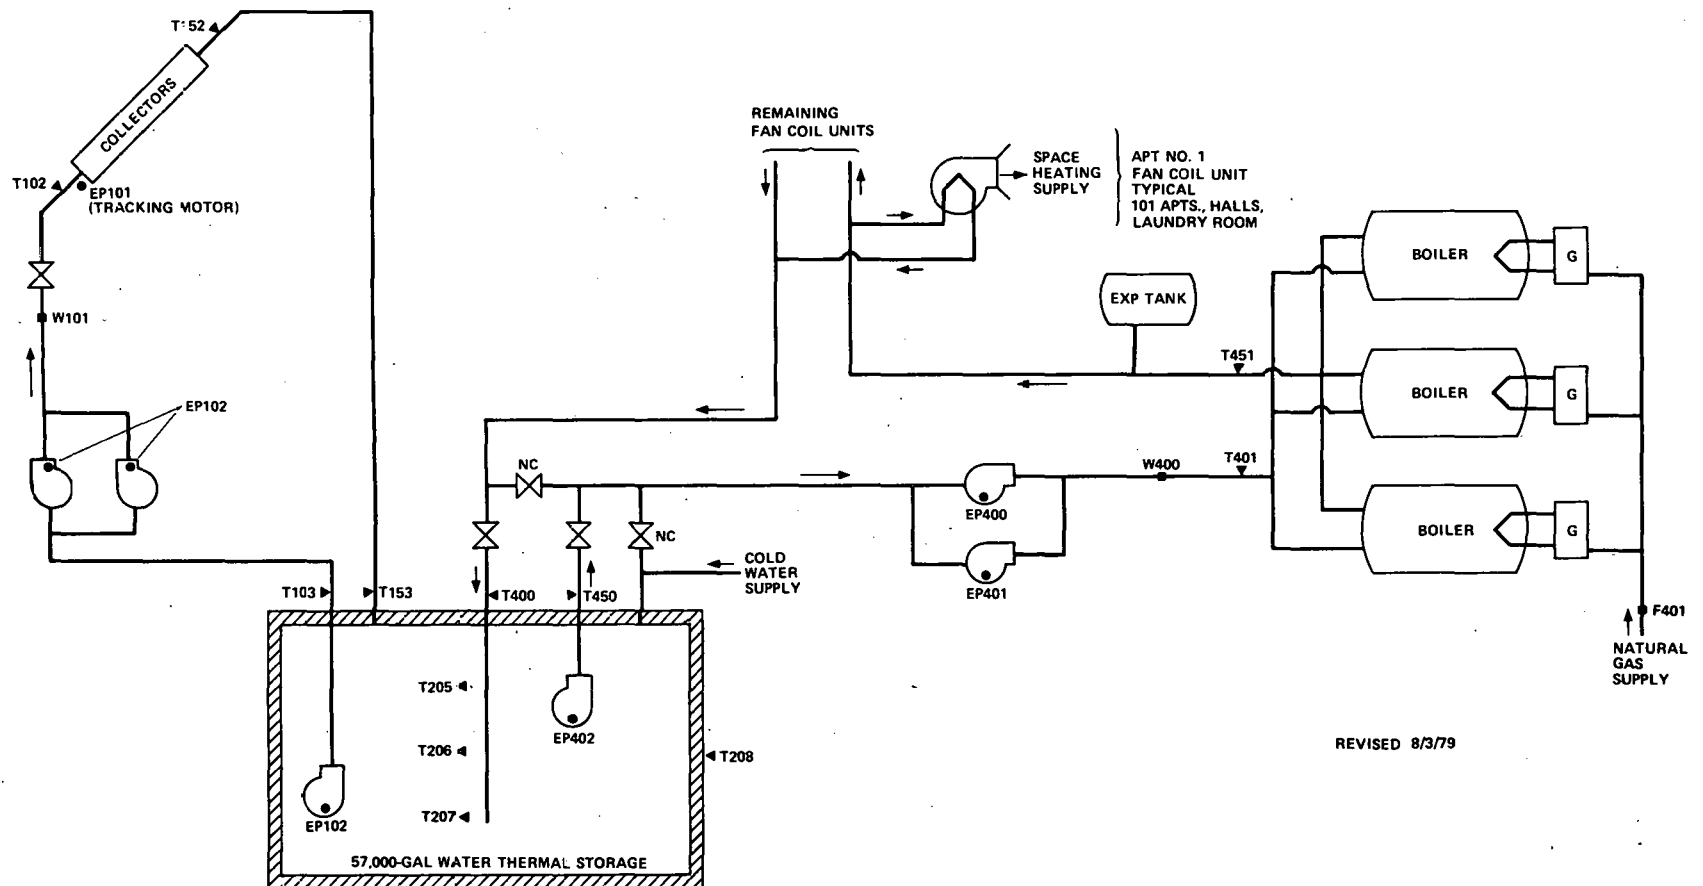 T152
COLLECTORS
T102
EP101
(TRACKING MOTOR)
W101
EP102
T103
T153
REMAINING
FAN COIL UNITS
SPACE
HEATING
SUPPLY
APT NO. 1
FAN COIL UNIT
TYPICAL
101 APTS., HALLS,
LAUNDRY ROOM
EXP TANK
T451
BOILER
G
BOILER
G
BOILER
G
NC
NC
W400
T401
EP400
EP401
COLD
WATER
SUPPLY
T400
T450
F401
NATURAL
GAS
SUPPLY
T205
T206
T207
EP402
T208
EP102
57,000-GAL WATER THERMAL STORAGE
REVISED 8/3/79